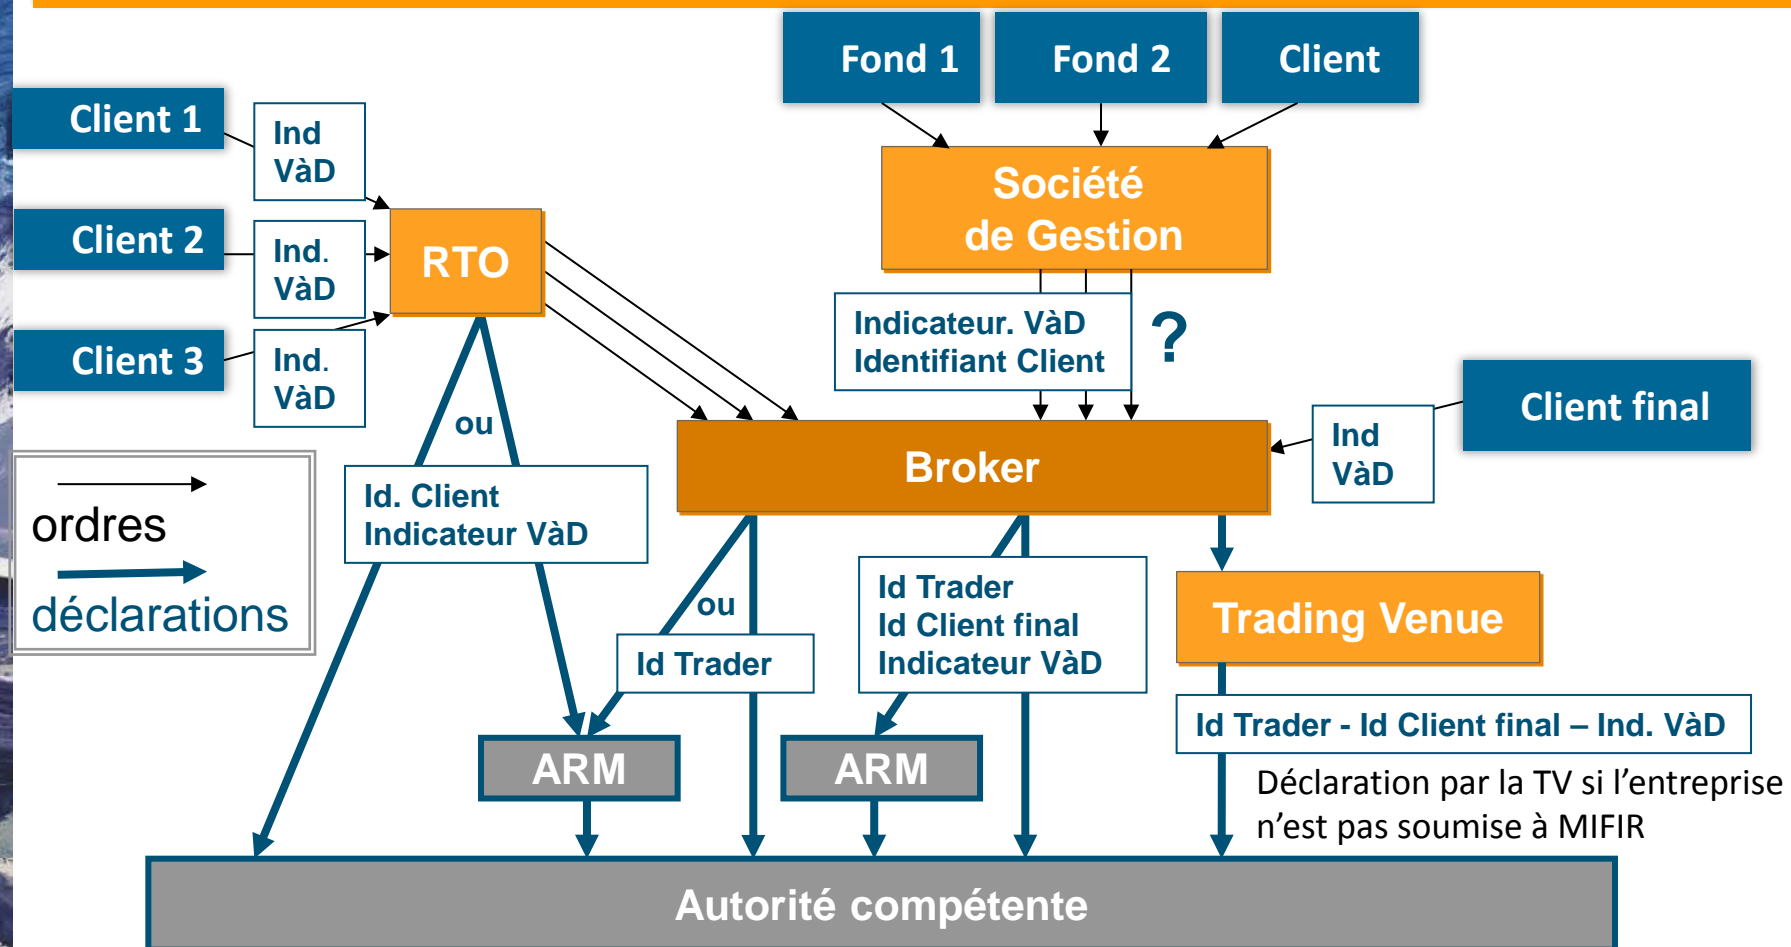 Fond 1
Fond 2
Client
Client 1
Ind
VàD
Société
de Gestion
Client 2
Ind.
VàD
RTO
Client 3
Ind.
VàD
Indicateur. VàD
Identifiant Client
?
Client final
Ind
VàD
ou
Broker
ordres
déclarations
Id. Client
Indicateur VàD
ou
Id Trader
Id Trader
Id Client final
Indicateur VàD
Trading Venue
Id Trader - Id Client final – Ind. VàD
ARM
ARM
Déclaration par la TV si l’entreprise
n’est pas soumise à MIFIR
Autorité compétente